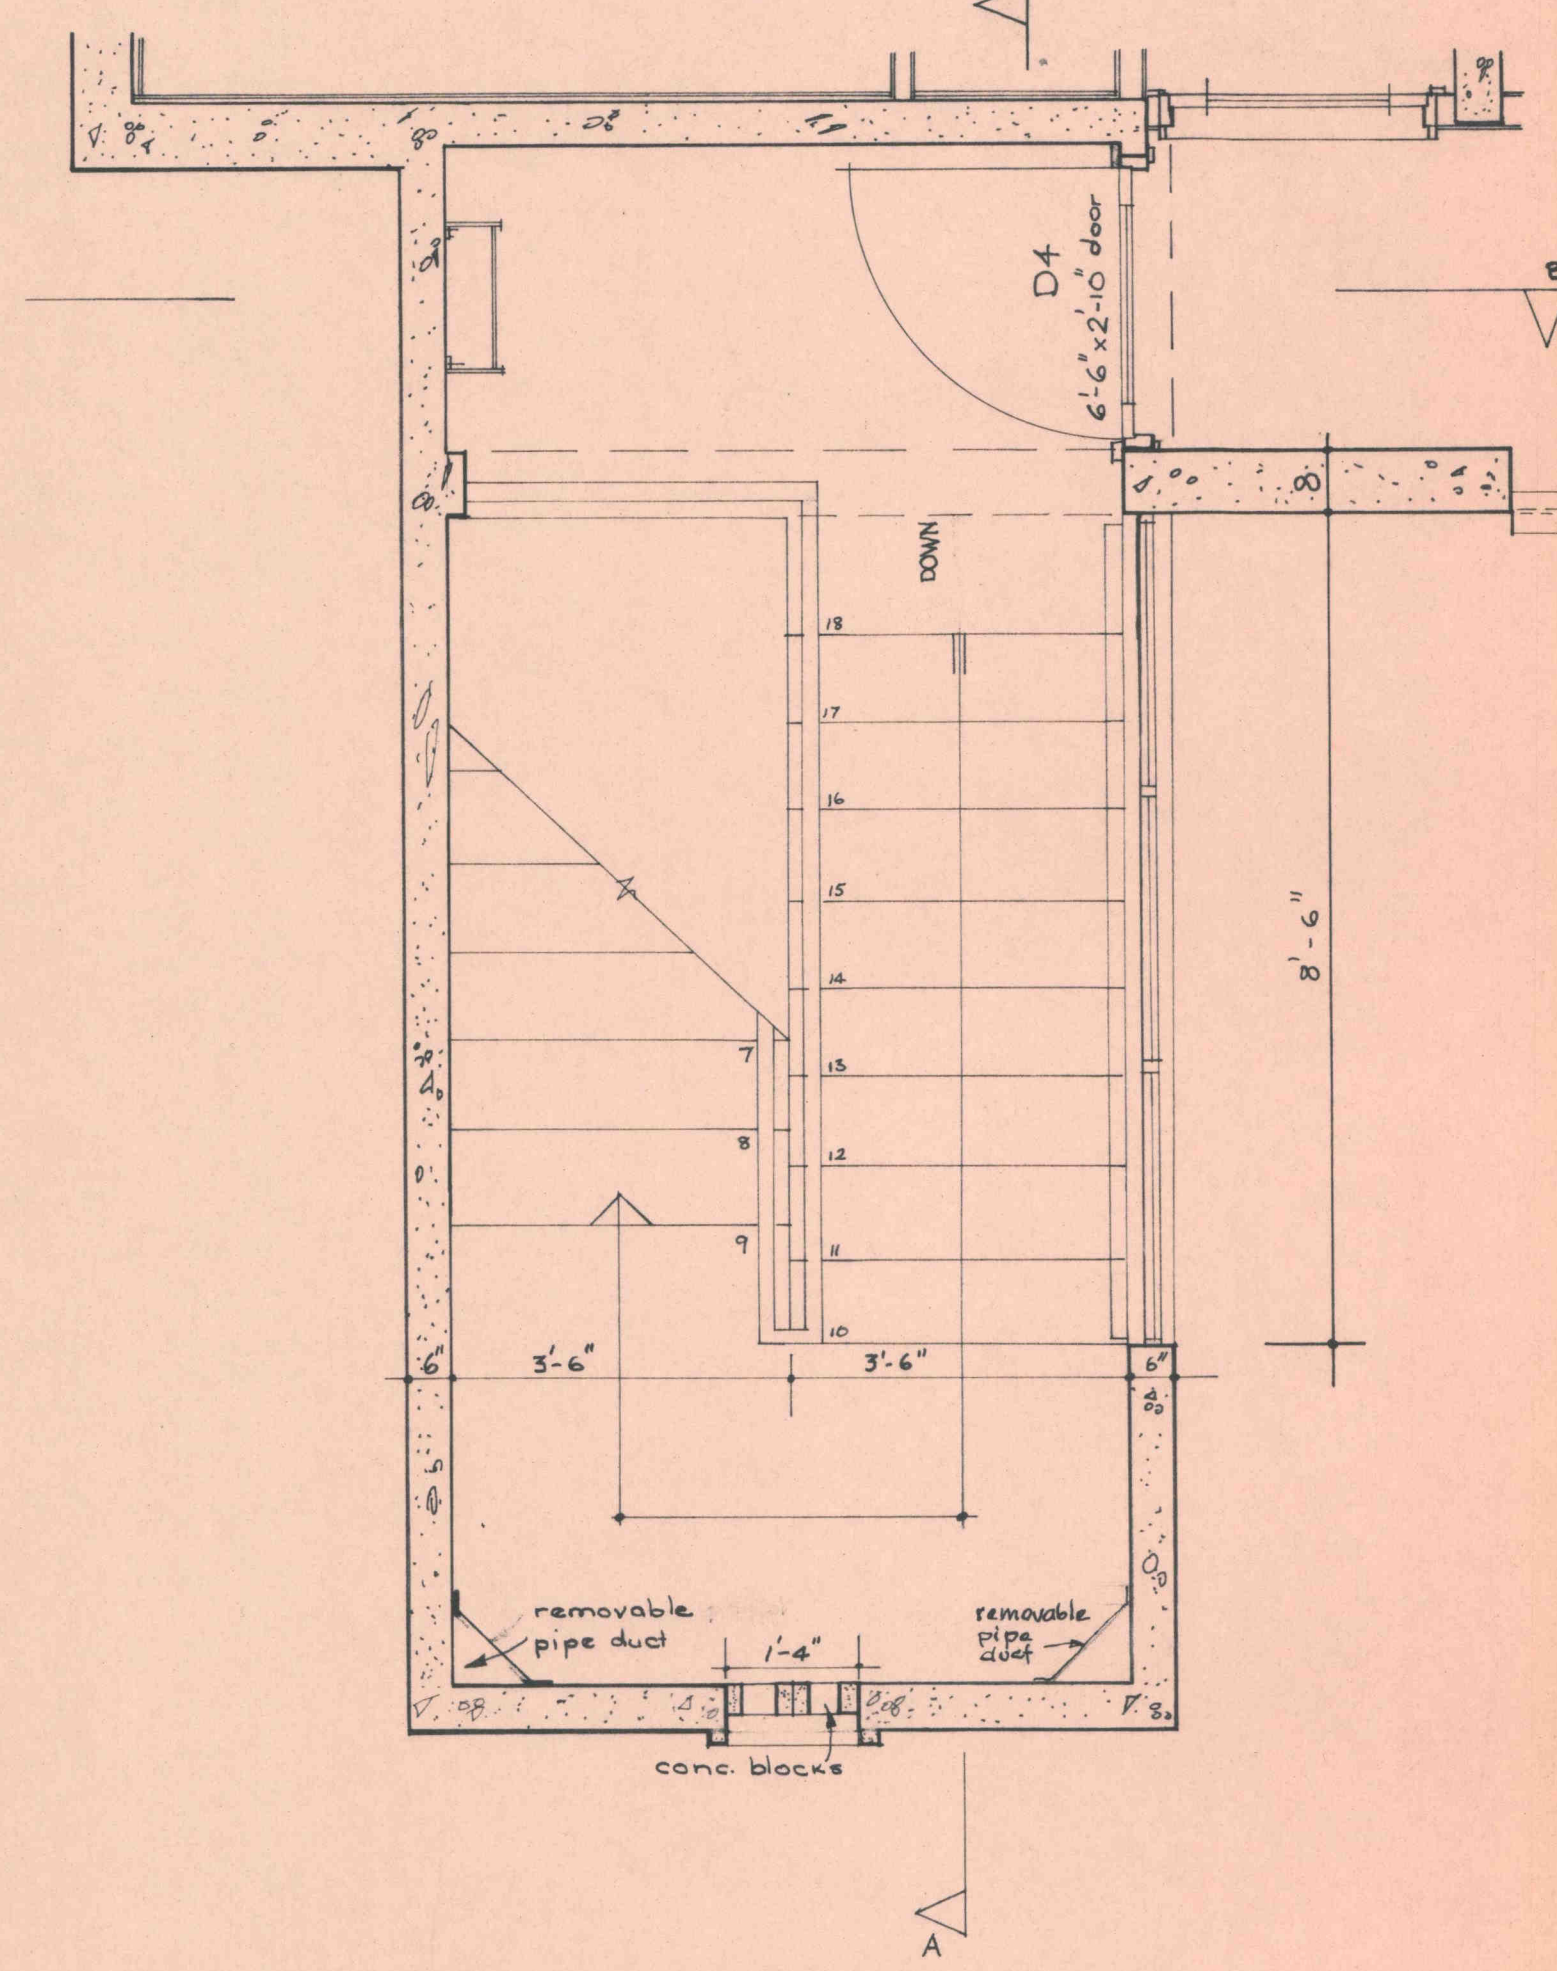 D4
6'-6" x 2'-10" door
B
8
DOWN
18
17
16
15
14
13
12
11
10
7
8
9
8'-6"
6"
3'-6"
3'-6"
6"
removable
pipe duct
removable
pipe
duct
1'-4"
conc. blocks
A